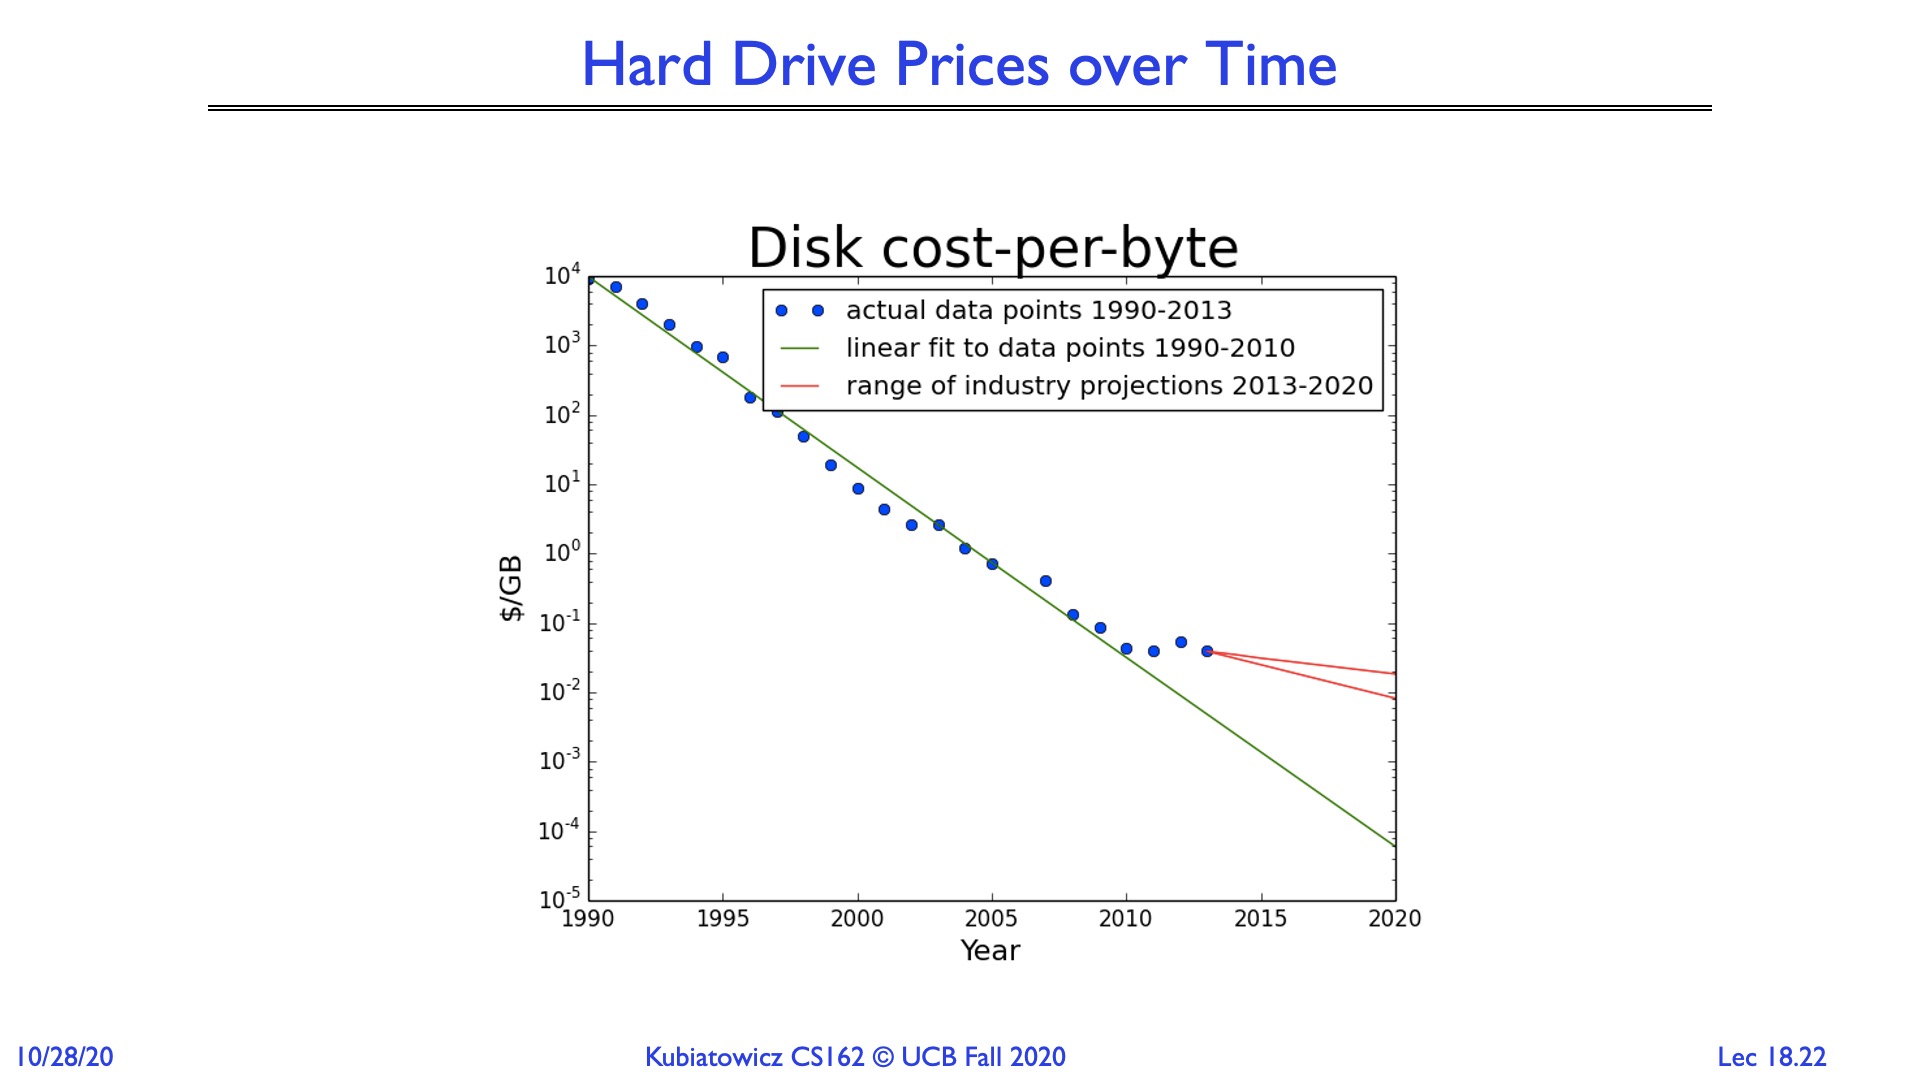 Hard Drive Prices over Time
Disk cost-per-byte
actual data points 1990-2013
linear fit to data points 1990-2010
range of industry projections 2013-2020
$/GB
10^4
10^3
10^2
10^1
10^0
10^-1
10^-2
10^-3
10^-4
10^-5
1990 1995 2000 2005 2010 2015 2020
Year
10/28/20 Kubiatowicz CS162 © UCB Fall 2020 Lec 18.22